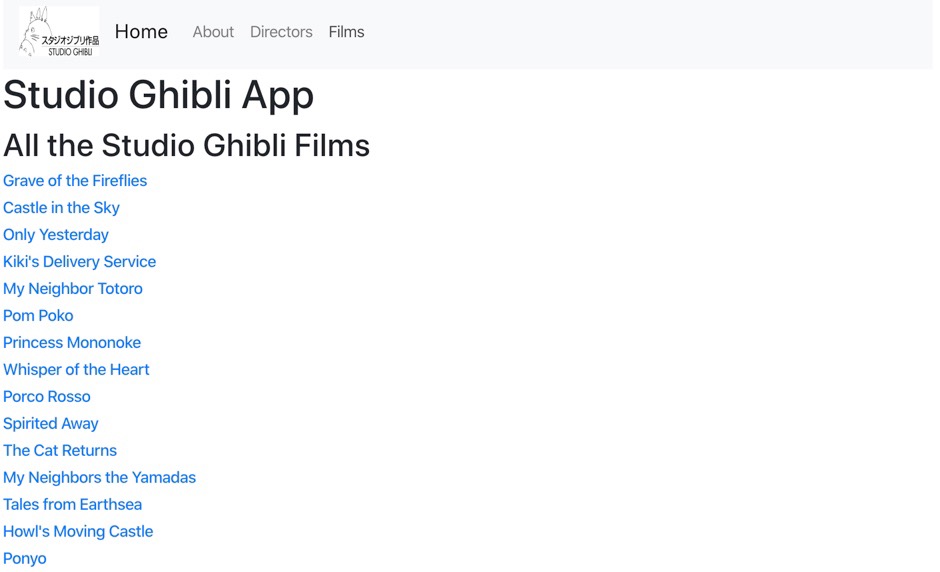 スタジオジブリ作品
STUDIO GHIBLI
Home About Directors Films
Studio Ghibli App
All the Studio Ghibli Films
Grave of the Fireflies
Castle in the Sky
Only Yesterday
Kiki's Delivery Service
My Neighbor Totoro
Pom Poko
Princess Mononoke
Whisper of the Heart
Porco Rosso
Spirited Away
The Cat Returns
My Neighbors the Yamadas
Tales from Earthsea
Howl's Moving Castle
Ponyo